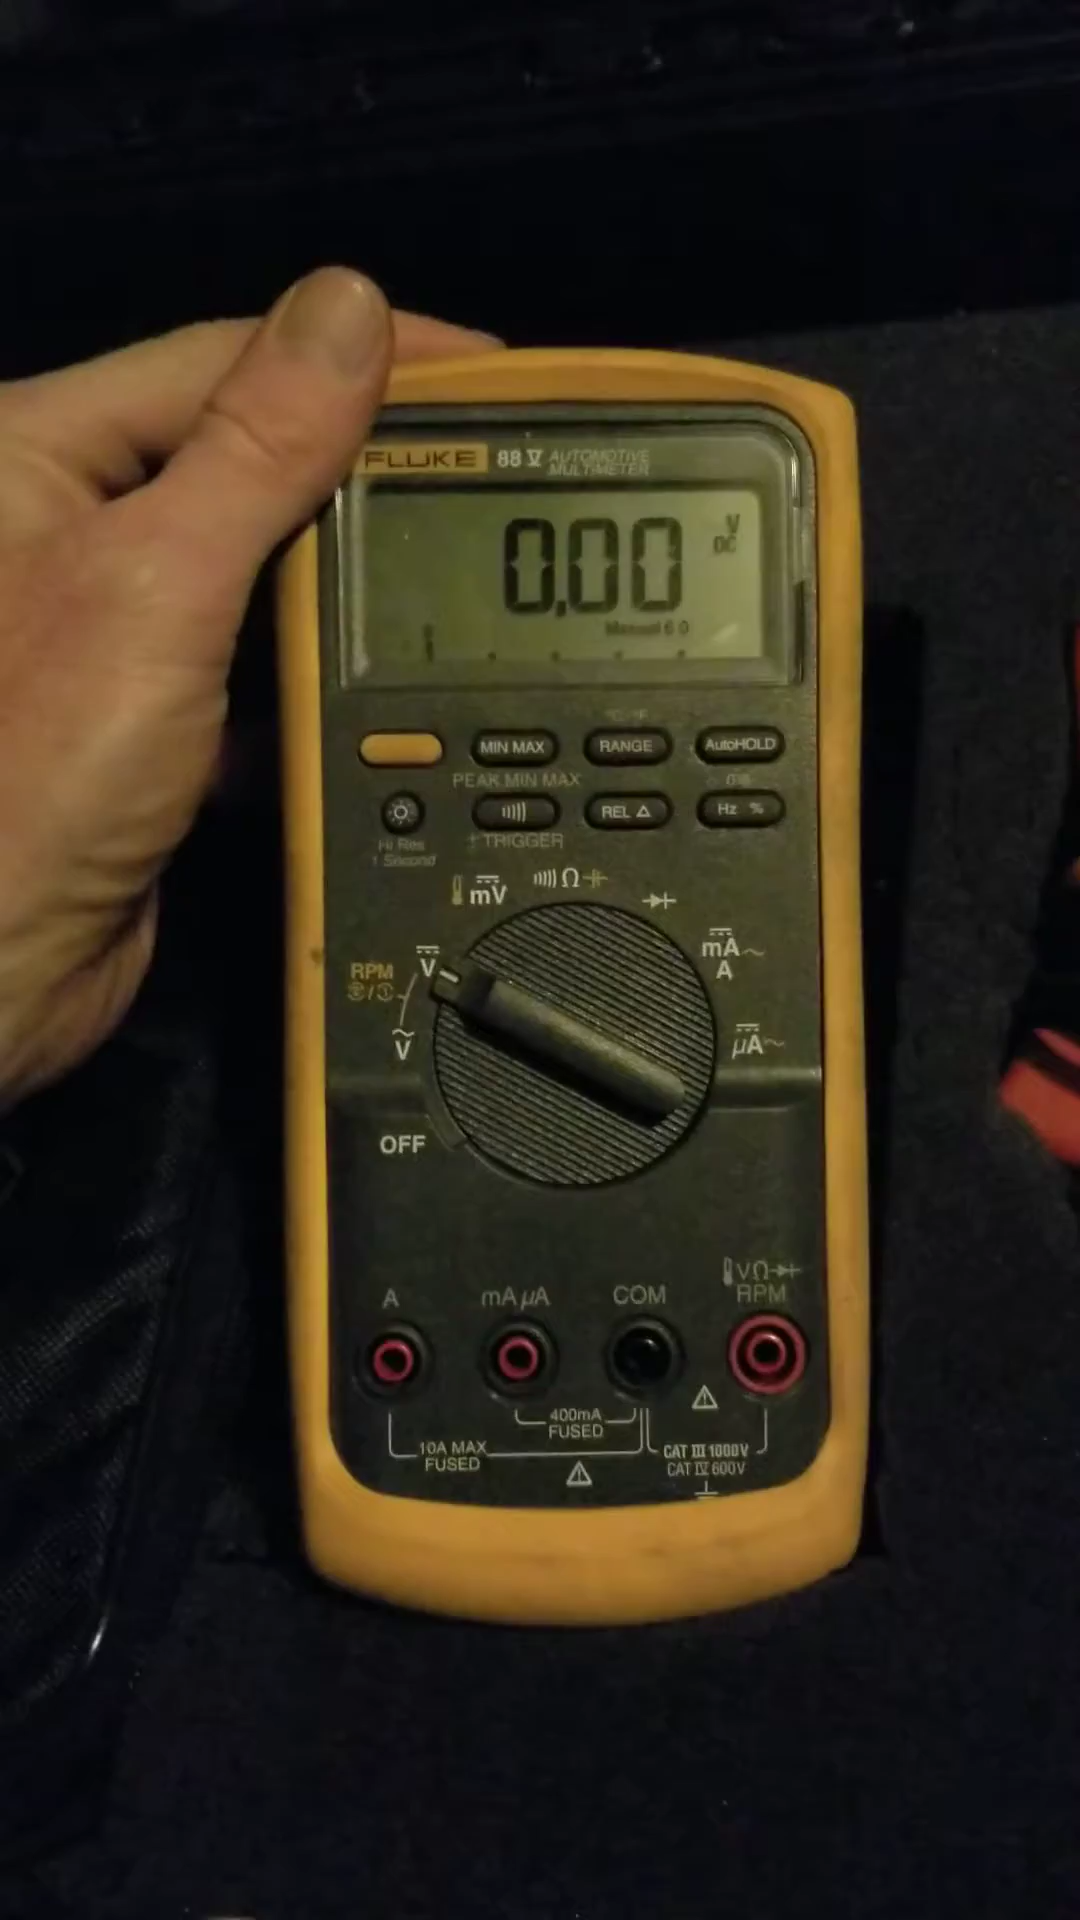 FLUKE 88 V AUTOMOTIVE
MULTIMETER
0.00 V
DC
Manual 60
MIN MAX RANGE AutoHOLD
PEAK MIN MAX
REL Δ Hz %
Hi Res
1 Second
± TRIGGER
mV Ω
V mA
A
RPM
V
µA
OFF
A mA µA COM VΩ
RPM
400mA
FUSED
10A MAX
FUSED
CAT III 1000V
CAT IV 600V